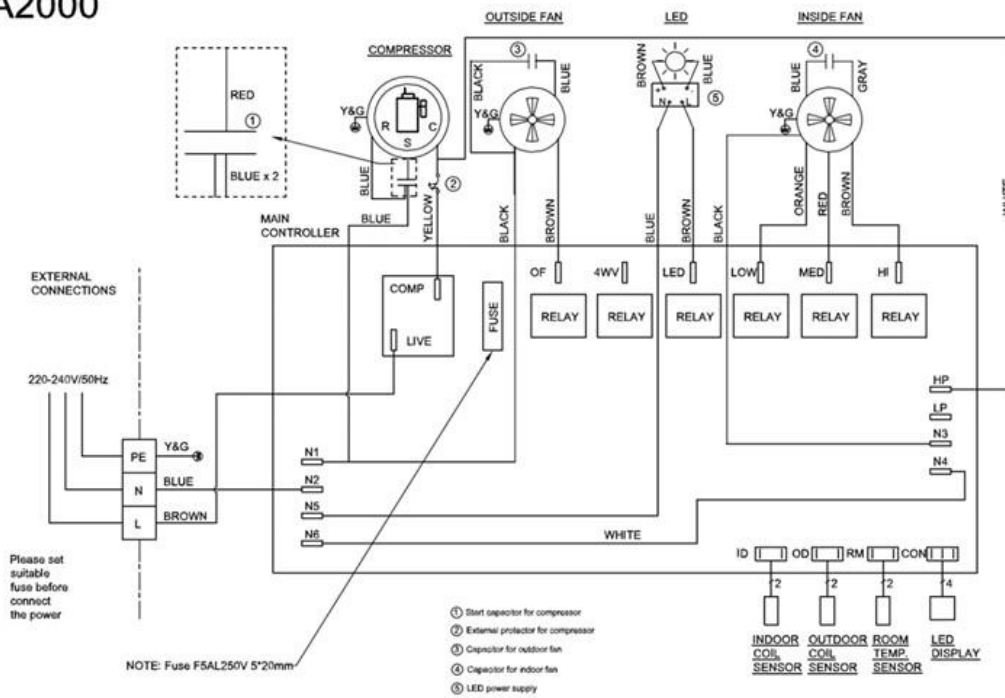 A2000
OUTSIDE FAN
LED
INSIDE FAN
COMPRESSOR
RED
①
BLUE x 2
Y&G
R
C
S
BLUE
②
YELLOW
BLUE
BLACK
③
BLUE
Y&G
BLACK
BROWN
BROWN
BLUE
+ -
N L
⑤
BLUE
BROWN
BLUE
④
GRAY
Y&G
BLACK
ORANGE
RED
BROWN
MAIN
CONTROLLER
EXTERNAL
CONNECTIONS
COMP
LIVE
FUSE
OF
4WV
LED
LOW
MED
HI
RELAY
RELAY
RELAY
RELAY
RELAY
RELAY
220-240V/50Hz
PE
Y&G
N
BLUE
L
BROWN
N1
N2
N5
N6
WHITE
HP
LP
N3
N4
ID
OD
RM
CON
2
2
2
4
INDOOR
COIL
SENSOR
OUTDOOR
COIL
SENSOR
ROOM
TEMP.
SENSOR
LED
DISPLAY
Please set
suitable
fuse before
connect
the power
NOTE: Fuse F5AL250V 5*20mm
① Start capacitor for compressor
② External protector for compressor
③ Capacitor for outdoor fan
④ Capacitor for indoor fan
⑤ LED power supply